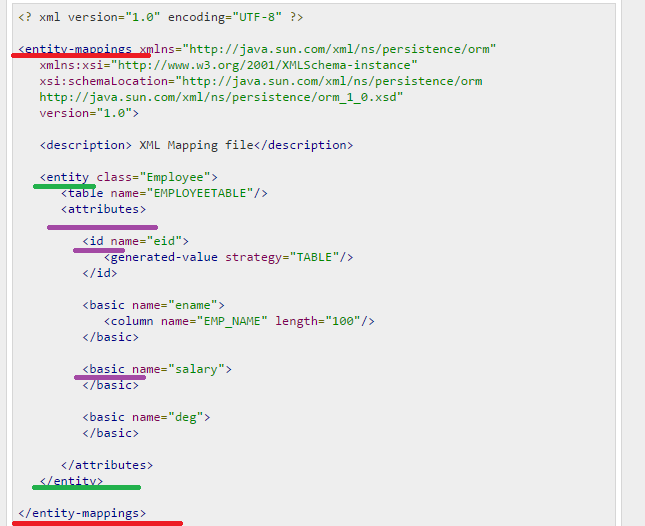 <? xml version="1.0" encoding="UTF-8" ?>
<entity-mappings xmlns="http://java.sun.com/xml/ns/persistence/orm"
xmlns:xsi="http://www.w3.org/2001/XMLSchema-instance"
xsi:schemaLocation="http://java.sun.com/xml/ns/persistence/orm
http://java.sun.com/xml/ns/persistence/orm_1_0.xsd"
version="1.0">
<description> XML Mapping file</description>
<entity class="Employee">
<table name="EMPLOYEETABLE"/>
<attributes>
<id name="eid">
<generated-value strategy="TABLE"/>
</id>
<basic name="ename">
<column name="EMP_NAME" length="100"/>
</basic>
<basic name="salary">
</basic>
<basic name="deg">
</basic>
</attributes>
</entity>
</entity-mappings>